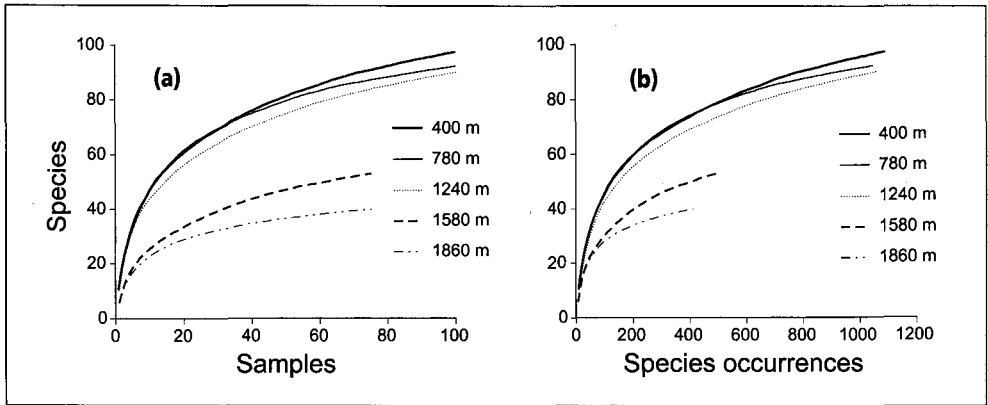 100
80
60
40
20
0
Species
(a)
400 m
780 m
1240 m
1580 m
1860 m
0 20 40 60 80 100
Samples
100
80
60
40
20
0
(b)
400 m
780 m
1240 m
1580 m
1860 m
0 200 400 600 800 1000 1200
Species occurrences